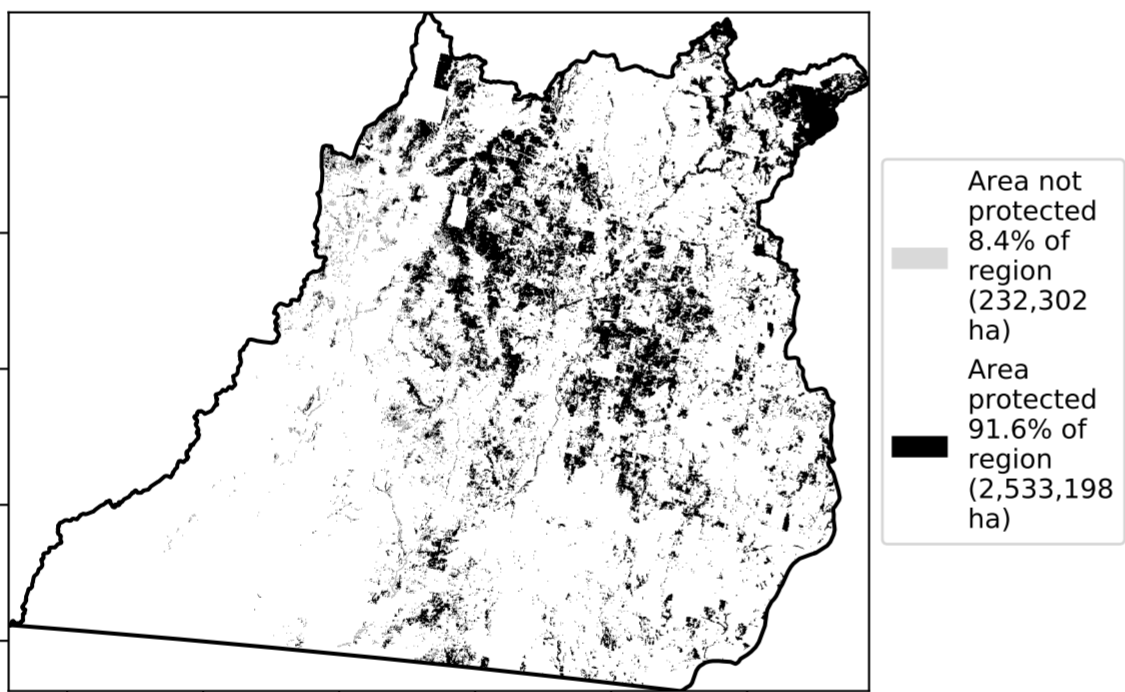 Area not
protected
8.4% of
region
(232,302
ha)
Area
protected
91.6% of
region
(2,533,198
ha)